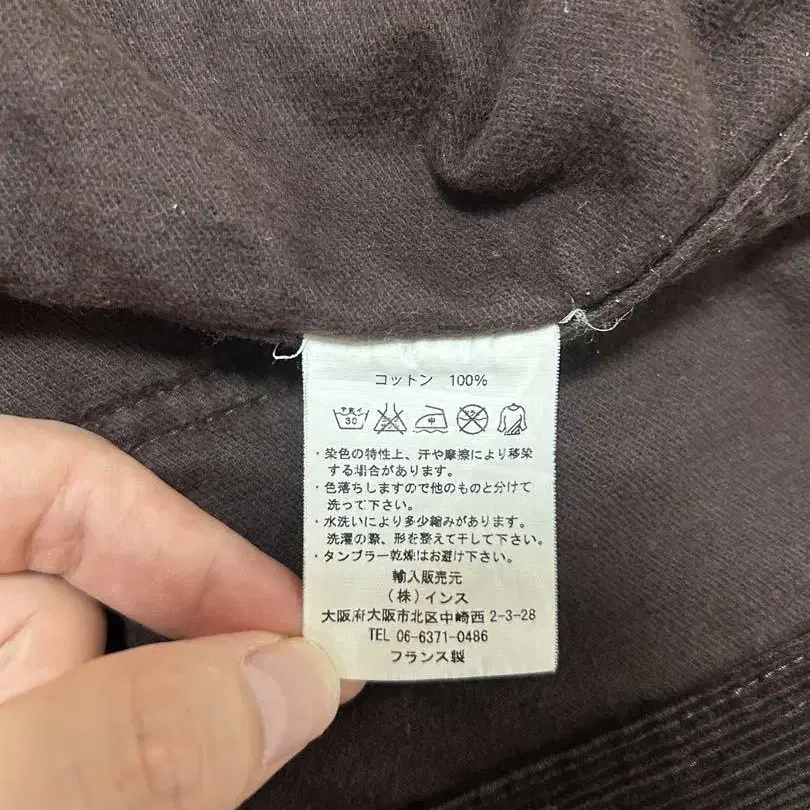 コットン 100%
手洗イ
30
中
・染色の特性上、汗や摩擦により移染
する場合があります。
・色落ちしますので他のものと分けて
洗って下さい。
・水洗いにより多少縮みがあります。
洗濯の際、形を整えて干して下さい。
・タンブラー乾燥はお避け下さい。
輸入販売元
(株)インス
大阪府大阪市北区中崎西 2-3-28
TEL 06-6371-0486
フランス製